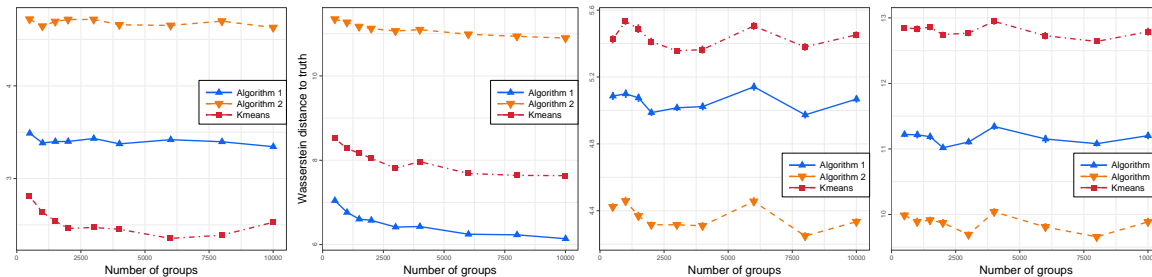 4
3
0 2500 5000 7500 10000
Number of groups
Algorithm 1
Algorithm 2
Kmeans
Wasserstein distance to truth
11
8
6
0 2500 5000 7500 10000
Number of groups
Algorithm 1
Algorithm 2
Kmeans
5.6
5.2
4.8
4.4
0 2500 5000 7500 10000
Number of groups
Algorithm 1
Algorithm 2
Kmeans
13
12
11
10
0 2500 5000 7500 10000
Number of groups
Algorithm
Algorithm
Kmeans